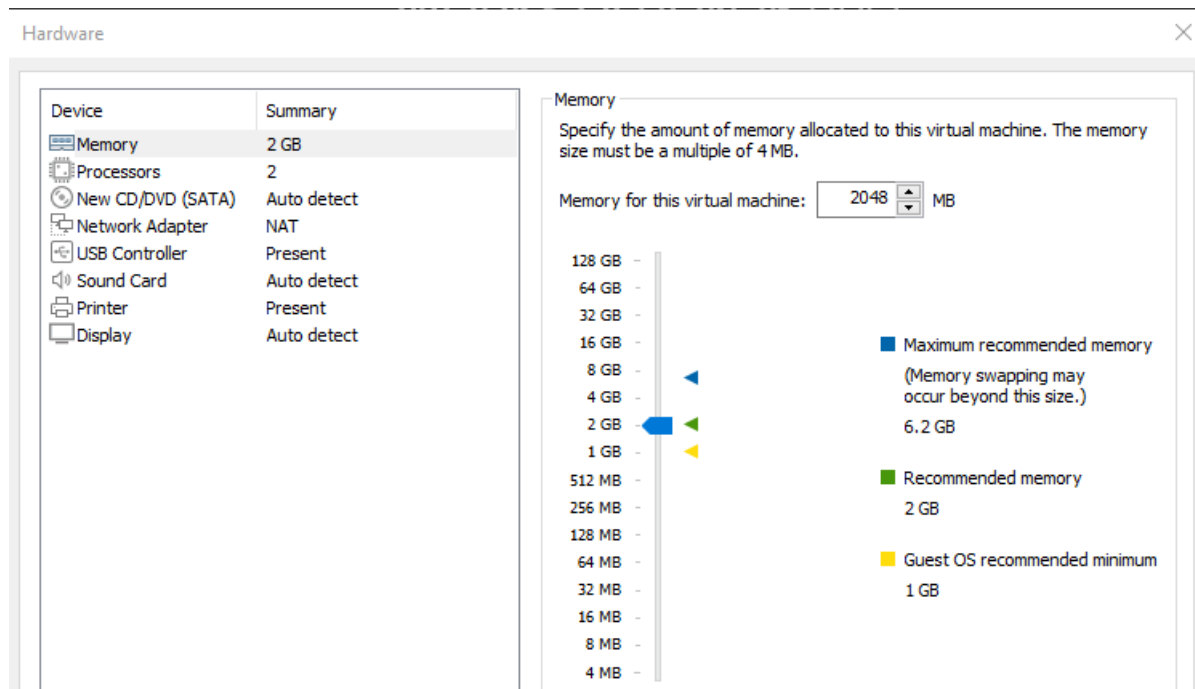 Hardware
Device Summary
Memory 2 GB
Processors 2
New CD/DVD (SATA) Auto detect
Network Adapter NAT
USB Controller Present
Sound Card Auto detect
Printer Present
Display Auto detect
Memory
Specify the amount of memory allocated to this virtual machine. The memory
size must be a multiple of 4 MB.
Memory for this virtual machine: 2048 MB
128 GB
64 GB
32 GB
16 GB
8 GB
4 GB
2 GB
1 GB
512 MB
256 MB
128 MB
64 MB
32 MB
16 MB
8 MB
4 MB
Maximum recommended memory
(Memory swapping may
occur beyond this size.)
6.2 GB
Recommended memory
2 GB
Guest OS recommended minimum
1 GB